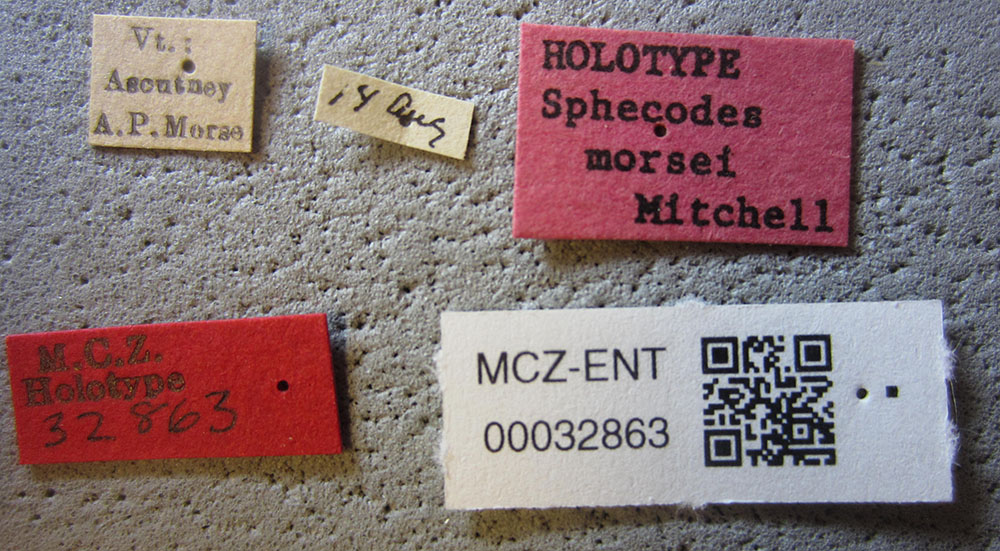 Vt.:
Ascutney
A.P. Morse
14 Aug
HOLOTYPE
Sphecodes
morsei
Mitchell
M.C.Z.
Holotype
32863
MCZ-ENT
00032863